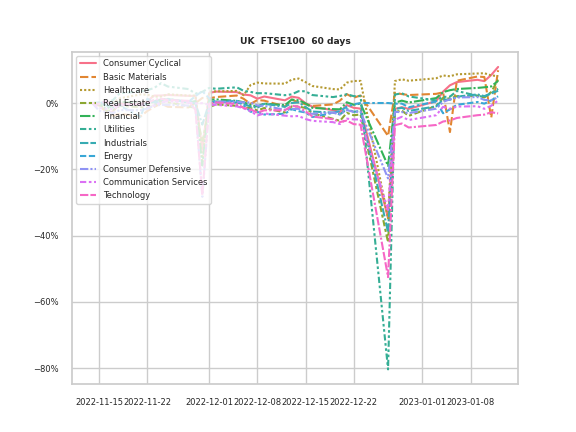 UK FTSE100 60 days
Consumer Cyclical
Basic Materials
Healthcare
Real Estate
Financial
Utilities
Industrials
Energy
Consumer Defensive
Communication Services
Technology
0%
−20%
−40%
−60%
−80%
2022-11-15 2022-11-22 2022-12-01 2022-12-08 2022-12-15 2022-12-22 2023-01-01 2023-01-08